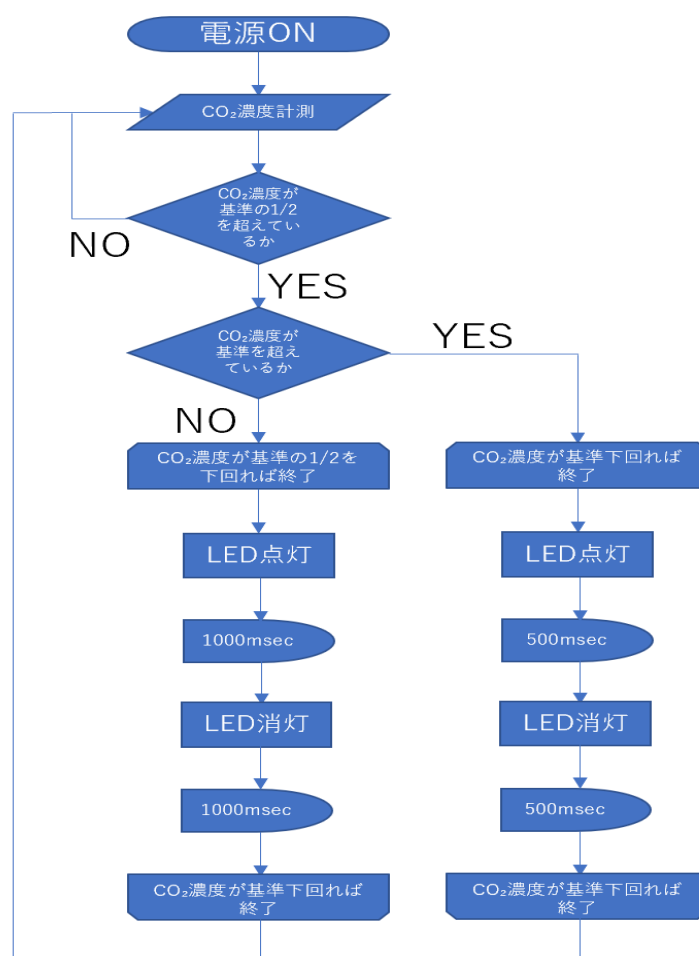 電源ON
CO₂濃度計測
CO₂濃度が
基準の1/2
を超えてい
るか
NO
YES
CO₂濃度が
基準を超え
ているか
YES
NO
CO₂濃度が基準の1/2を
下回れば終了
CO₂濃度が基準下回れば
終了
LED点灯
LED点灯
1000msec
500msec
LED消灯
LED消灯
1000msec
500msec
CO₂濃度が基準下回れば
終了
CO₂濃度が基準下回れば
終了